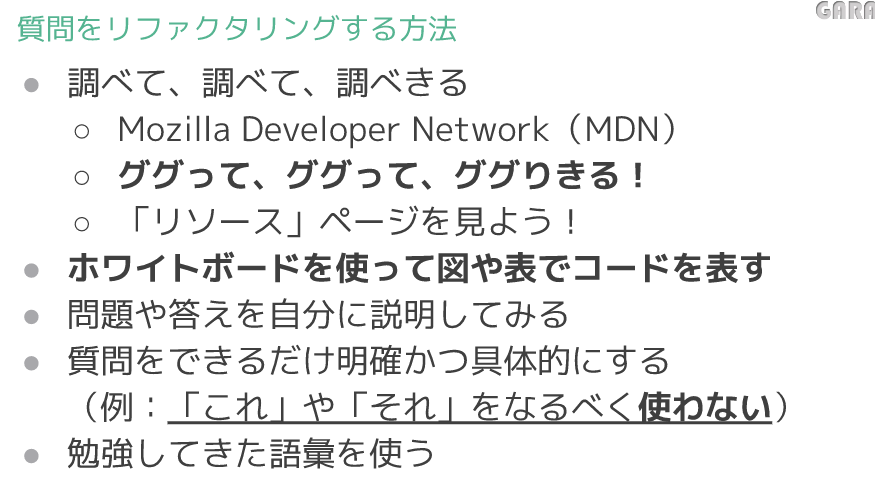 GARA
質問をリファクタリングする方法
● 調べて、調べて、調べきる
○ Mozilla Developer Network（MDN）
○ ググって、ググって、ググりきる！
○ 「リソース」ページを見よう！
● ホワイトボードを使って図や表でコードを表す
● 問題や答えを自分に説明してみる
● 質問をできるだけ明確かつ具体的にする
（例：「これ」や「それ」をなるべく使わない）
● 勉強してきた語彙を使う